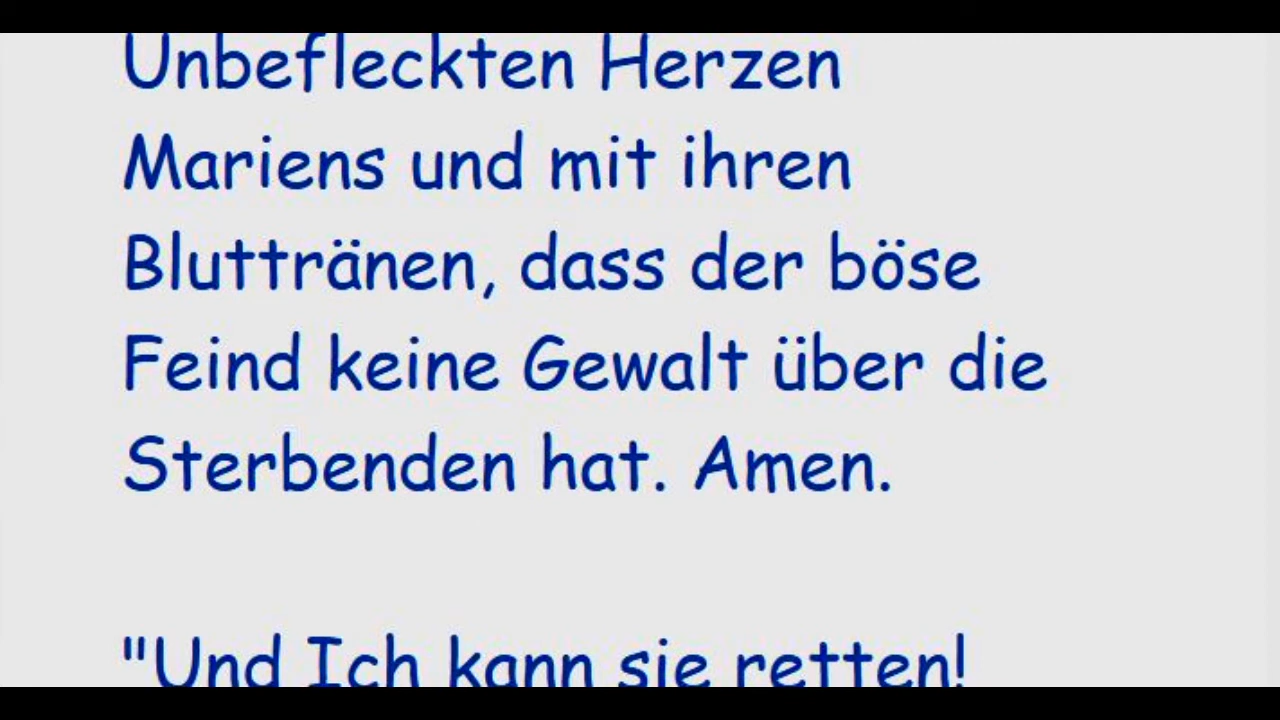 Unbefleckten Herzen
Mariens und mit ihren
Bluttränen, dass der böse
Feind keine Gewalt über die
Sterbenden hat. Amen.
"Und Ich kann sie retten!